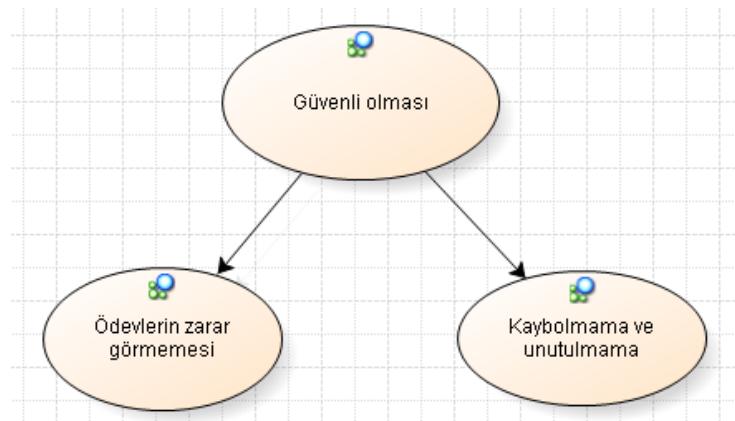 Güvenli olması
Ödevlerin zarar
görmemesi
Kaybolmama ve
unutulmama